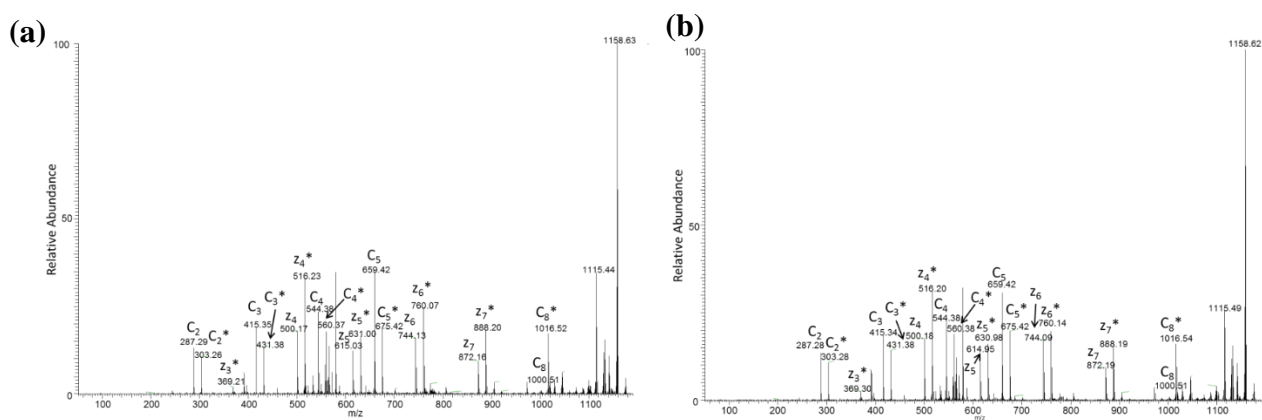 (a)
100
1158.63
Relative Abundance
50
1115.44
z4*
516.23
C5
659.42
C3
C3*
C4
C4*
z6*
760.07
z7*
888.20
C8*
1016.52
C2
287.29
C2*
303.26
415.35
431.38
z4
500.17
544.38
560.37
z5*
631.00
z5
615.03
C5*
675.42
z6
744.13
z7
872.16
z3*
369.21
C8
1000.51
100 200 300 400 500 600 700 800 900 1000 1100
m/z
(b)
100
1158.62
Relative Abundance
50
0
1115.49
z4*
516.20
C5
659.42
C3
C3*
C4
C4*
z6
z6*
760.14
z7*
888.19
C8*
1016.54
C2
287.28
C2*
303.28
415.34
431.38
z4
500.16
544.38
560.38
z5*
630.98
z5
614.95
C5*
675.42
744.09
z7
872.19
z3*
369.30
C8
1000.51
100 200 300 400 500 600 700 800 900 1000 1100
m/z